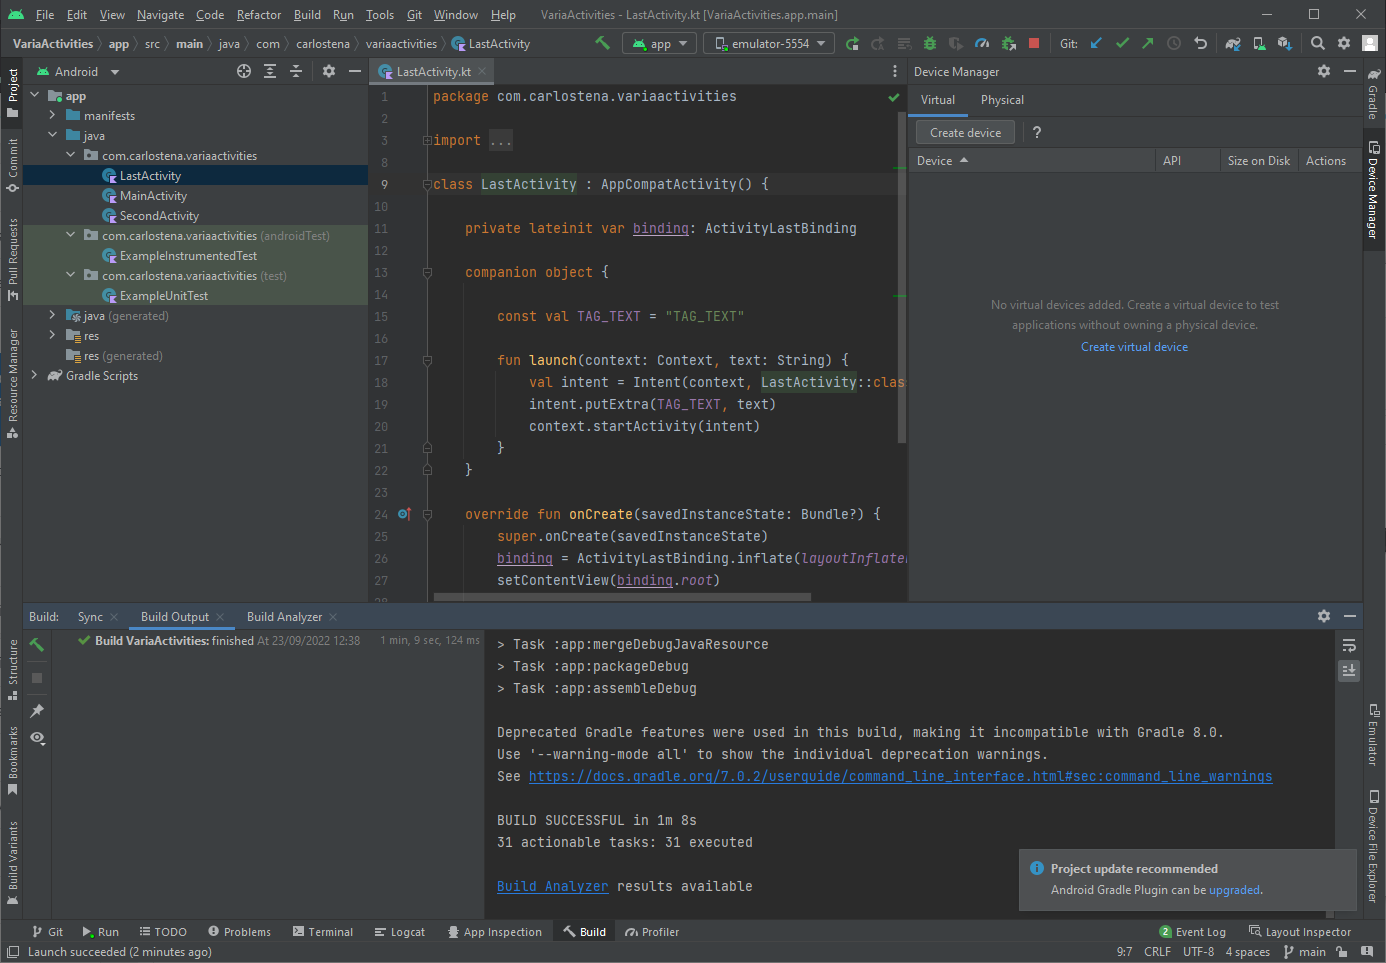 File Edit View Navigate Code Refactor Build Run Tools Git Window Help VariaActivities - LastActivity.kt [VariaActivities.app.main]
VariaActivities app src main java com carlostena variaactivities LastActivity app emulator-5554 Git:
Project
Commit
Pull Requests
Resource Manager
Structure
Bookmarks
Build Variants
Android
app
manifests
java
com.carlostena.variaactivities
LastActivity
MainActivity
SecondActivity
com.carlostena.variaactivities (androidTest)
ExampleInstrumentedTest
com.carlostena.variaactivities (test)
ExampleUnitTest
java (generated)
res
res (generated)
Gradle Scripts
LastActivity.kt
1 package com.carlostena.variaactivities
2
3 import ...
8
9 class LastActivity : AppCompatActivity() {
10
11 private lateinit var binding: ActivityLastBinding
12
13 companion object {
14
15 const val TAG_TEXT = "TAG_TEXT"
16
17 fun launch(context: Context, text: String) {
18 val intent = Intent(context, LastActivity::clas
19 intent.putExtra(TAG_TEXT, text)
20 context.startActivity(intent)
21 }
22 }
23
24 override fun onCreate(savedInstanceState: Bundle?) {
25 super.onCreate(savedInstanceState)
26 binding = ActivityLastBinding.inflate(layoutInflater
27 setContentView(binding.root)
28
Device Manager
Virtual Physical
Create device ?
Device API Size on Disk Actions
No virtual devices added. Create a virtual device to test
applications without owning a physical device.
Create virtual device
Gradle
Device Manager
Emulator
Device File Explorer
Build: Sync Build Output Build Analyzer
Build VariaActivities: finished At 23/09/2022 12:38 1 min, 9 sec, 124 ms
> Task :app:mergeDebugJavaResource
> Task :app:packageDebug
> Task :app:assembleDebug
Deprecated Gradle features were used in this build, making it incompatible with Gradle 8.0.
Use '--warning-mode all' to show the individual deprecation warnings.
See https://docs.gradle.org/7.0.2/userguide/command_line_interface.html#sec:command_line_warnings
BUILD SUCCESSFUL in 1m 8s
31 actionable tasks: 31 executed
Build Analyzer results available
Project update recommended
Android Gradle Plugin can be upgraded.
Git Run TODO Problems Terminal Logcat App Inspection Build Profiler 2 Event Log Layout Inspector
Launch succeeded (2 minutes ago) 9:7 CRLF UTF-8 4 spaces main